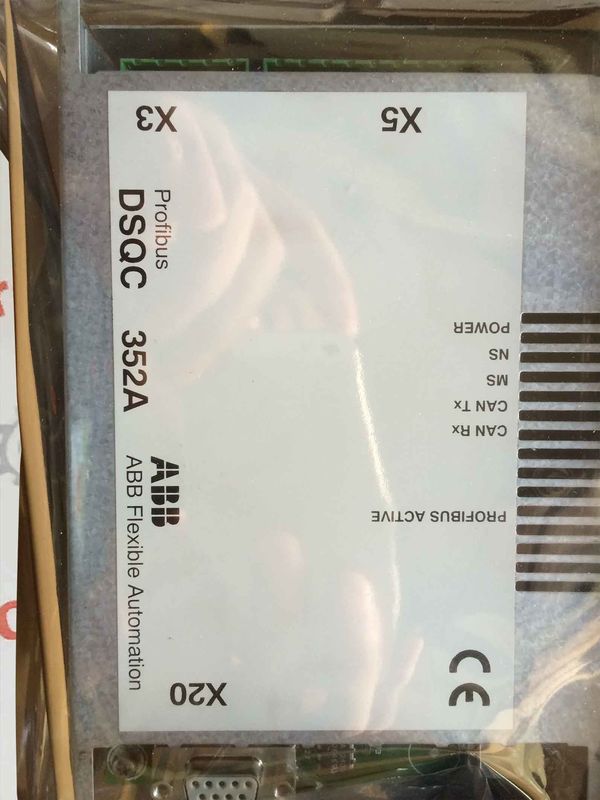 X3
X5
Profibus
DSQC 352A
ABB
ABB Flexible Automation
POWER
NS
MS
CAN Tx
CAN Rx
PROFIBUS ACTIVE
X20
CE